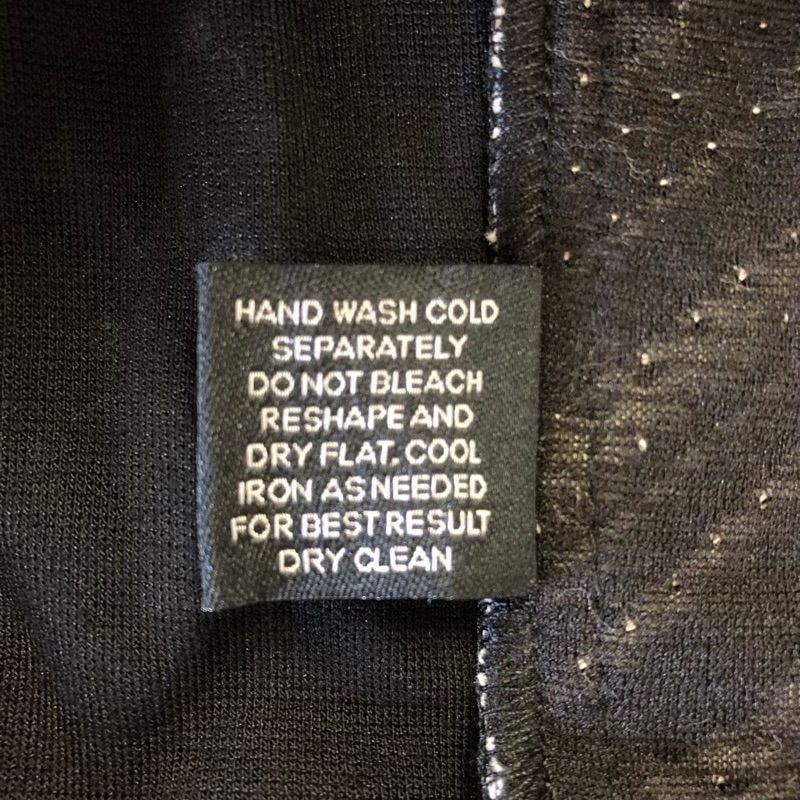 HAND WASH COLD
SEPARATELY
DO NOT BLEACH
RESHAPE AND
DRY FLAT. COOL
IRON AS NEEDED
FOR BEST RESULT
DRY CLEAN